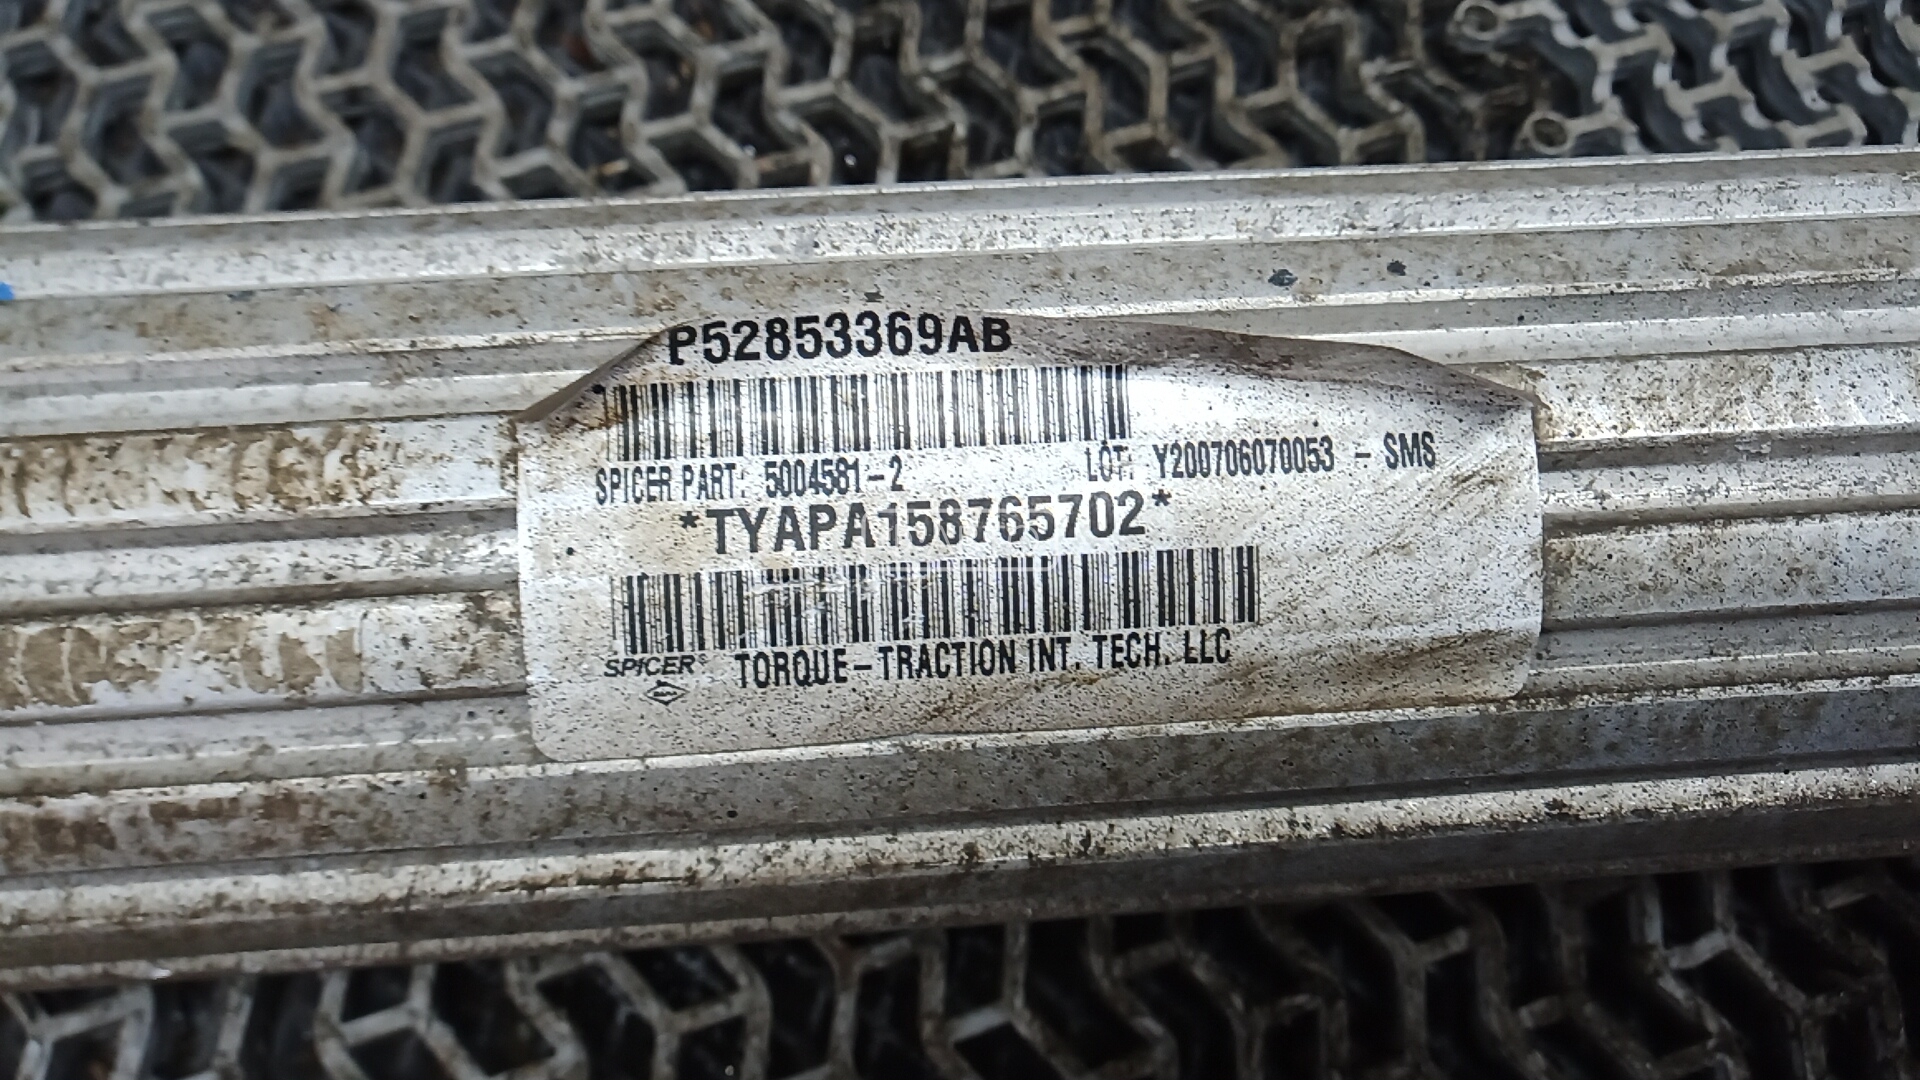 P52853369AB
SPICER PART: 5004581-2 LOT: Y200706070053 - SMS
*TYAPA158765702*
SPICER® TORQUE-TRACTION INT. TECH. LLC